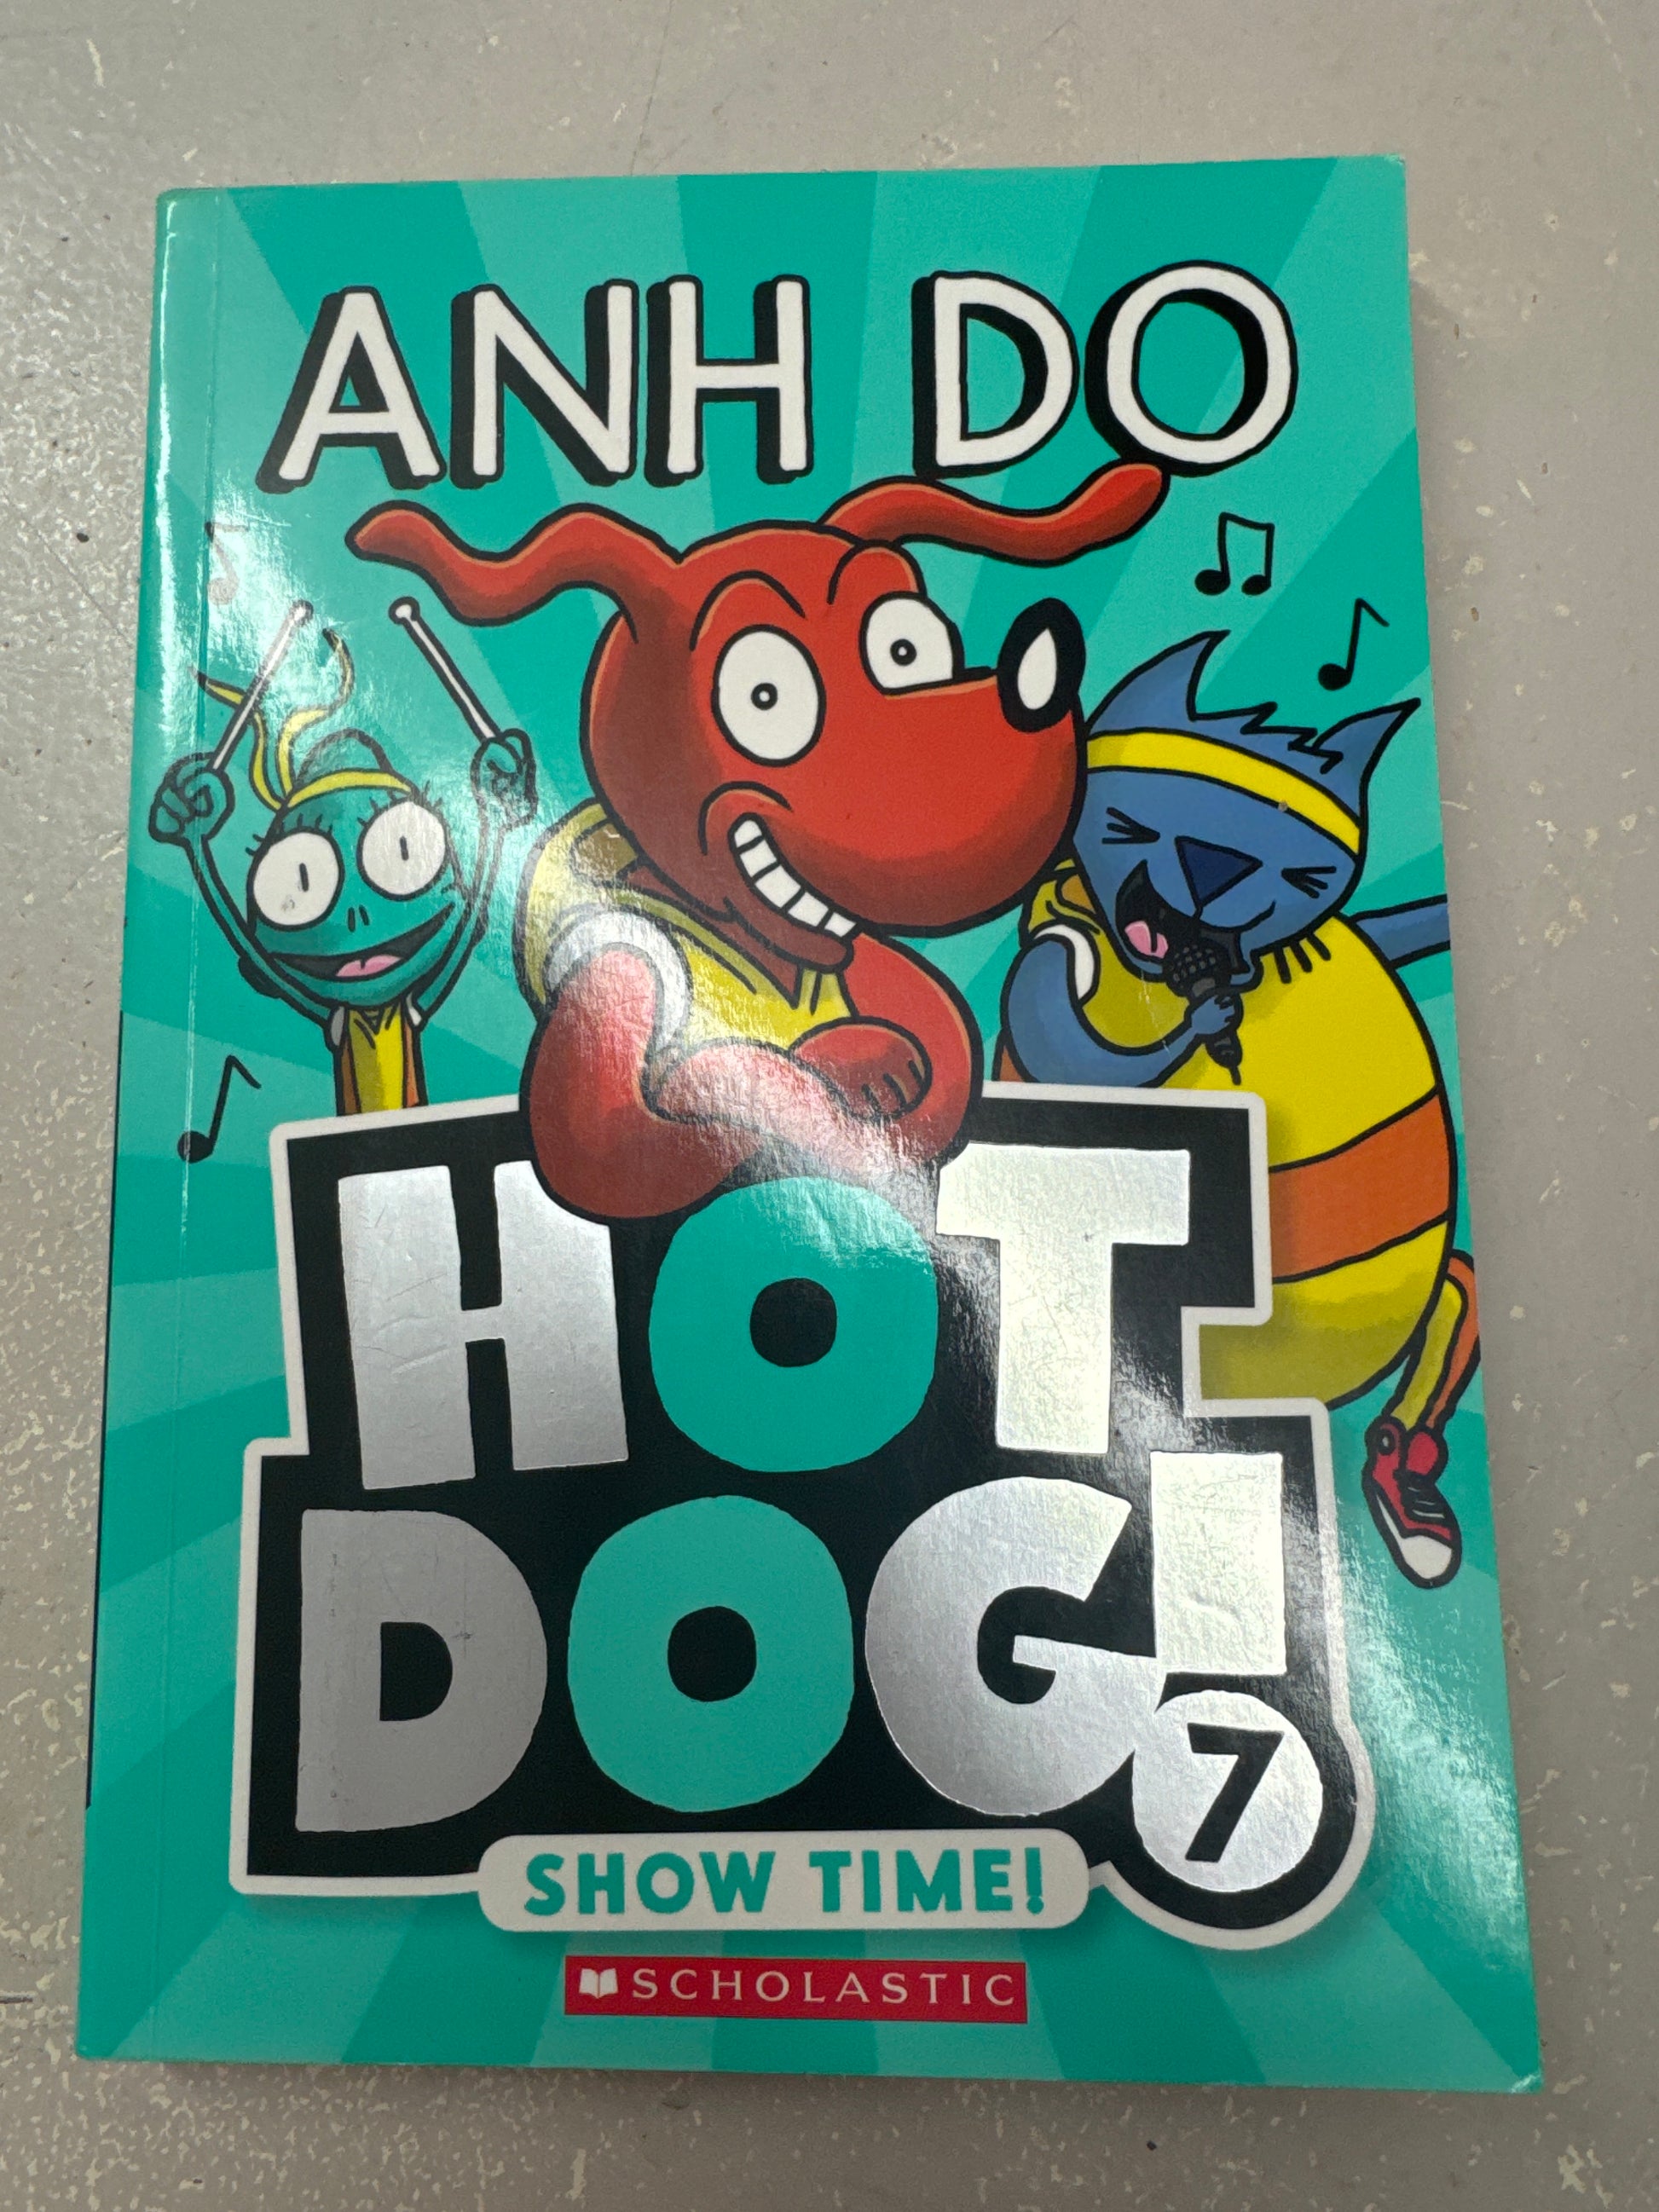 ANH DO
HOT
DOG!
7
SHOW TIME!
SCHOLASTIC